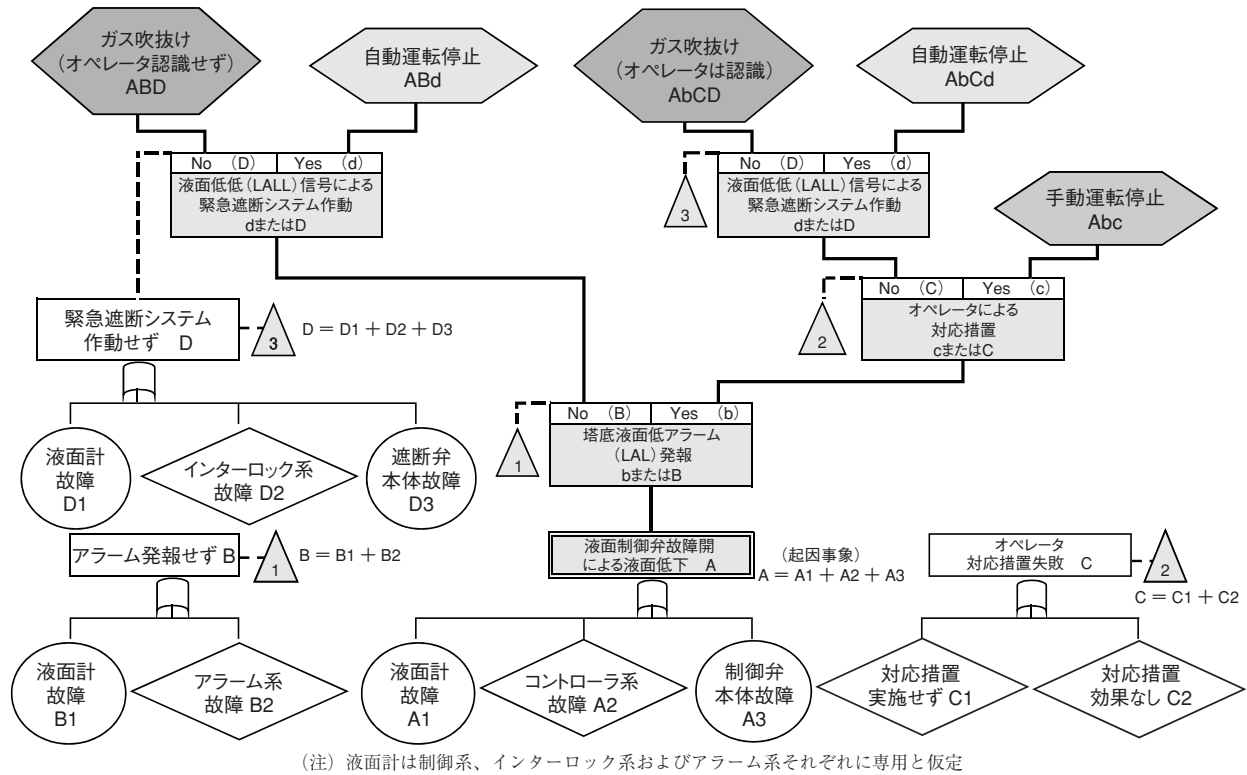 ガス吹抜け
（オペレータ認識せず）
ABD
自動運転停止
ABd
ガス吹抜け
（オペレータは認識）
AbCD
自動運転停止
AbCd
No （D）
Yes （d）
液面低低（LALL）信号による
緊急遮断システム作動
dまたはD
3
No （D）
Yes （d）
液面低低（LALL）信号による
緊急遮断システム作動
dまたはD
手動運転停止
Abc
2
No （C）
Yes （c）
オペレータによる
対応措置
cまたはC
緊急遮断システム
作動せず D
3
D = D1 + D2 + D3
液面計
故障
D1
インターロック系
故障 D2
遮断弁
本体故障
D3
1
No （B）
Yes （b）
塔底液面低アラーム
（LAL）発報
bまたはB
アラーム発報せず B
1
B = B1 + B2
液面制御弁故障開
による液面低下 A
（起因事象）
A = A1 + A2 + A3
オペレータ
対応措置失敗 C
2
C = C1 + C2
液面計
故障
B1
アラーム系
故障 B2
液面計
故障
A1
コントローラ系
故障 A2
制御弁
本体故障
A3
対応措置
実施せず C1
対応措置
効果なし C2
（注）液面計は制御系、インターロック系およびアラーム系それぞれに専用と仮定